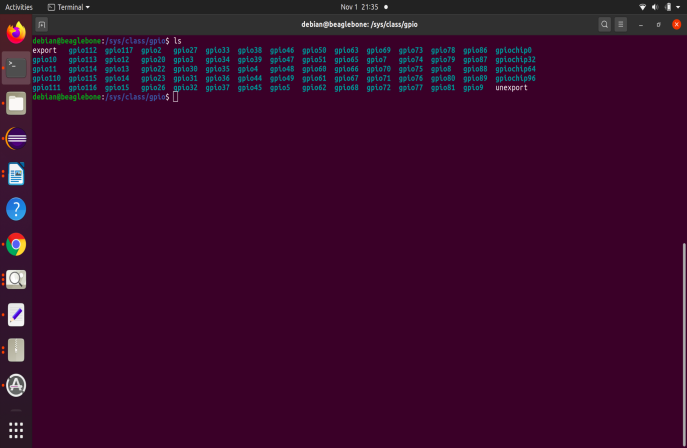 Activities Terminal Nov 1 21:35
debian@beaglebone: /sys/class/gpio
debian@beaglebone:/sys/class/gpio$ ls
export gpio112 gpio117 gpio2 gpio27 gpio33 gpio38 gpio46 gpio50 gpio63 gpio69 gpio73 gpio78 gpio86 gpiochip0
gpio10 gpio113 gpio12 gpio20 gpio3 gpio34 gpio39 gpio47 gpio51 gpio65 gpio7 gpio74 gpio79 gpio87 gpiochip32
gpio11 gpio114 gpio13 gpio22 gpio30 gpio35 gpio4 gpio48 gpio60 gpio66 gpio70 gpio75 gpio8 gpio88 gpiochip64
gpio110 gpio115 gpio14 gpio23 gpio31 gpio36 gpio44 gpio49 gpio61 gpio67 gpio71 gpio76 gpio80 gpio89 gpiochip96
gpio111 gpio116 gpio15 gpio26 gpio32 gpio37 gpio45 gpio5 gpio62 gpio68 gpio72 gpio77 gpio81 gpio9 unexport
debian@beaglebone:/sys/class/gpio$